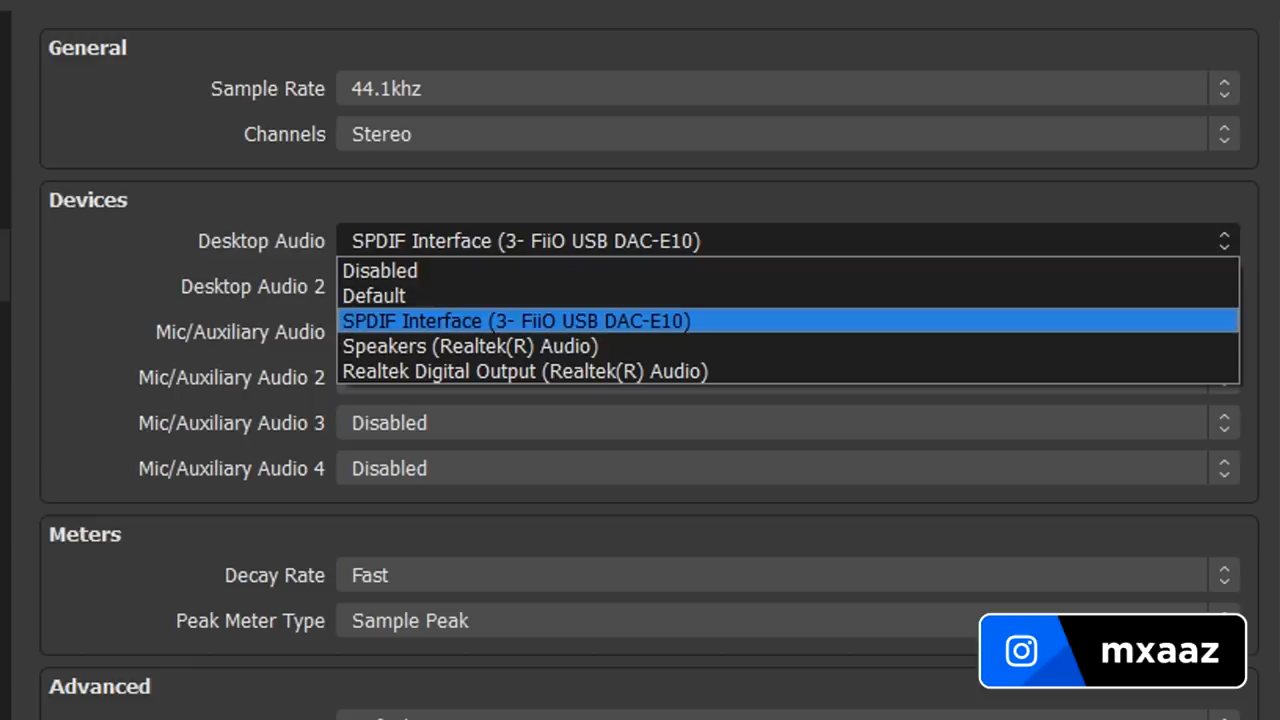 General
Sample Rate 44.1khz
Channels Stereo
Devices
Desktop Audio SPDIF Interface (3- FiiO USB DAC-E10)
Disabled
Desktop Audio 2
Default
SPDIF Interface (3- FiiO USB DAC-E10)
Mic/Auxiliary Audio
Speakers (Realtek(R) Audio)
Mic/Auxiliary Audio 2
Realtek Digital Output (Realtek(R) Audio)
Mic/Auxiliary Audio 3 Disabled
Mic/Auxiliary Audio 4 Disabled
Meters
Decay Rate Fast
Peak Meter Type Sample Peak
mxaaz
Advanced